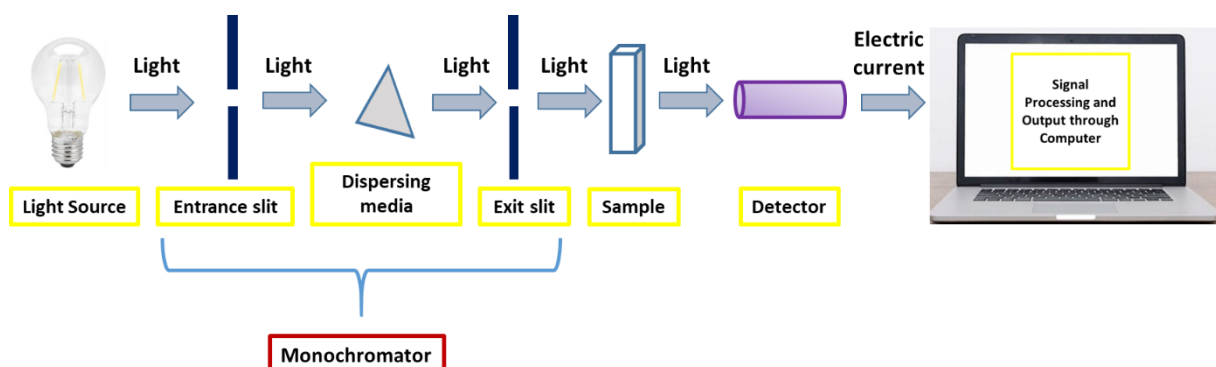 Light
Light
Light
Light
Light
Electric
current
Signal
Processing and
Output through
Computer
Light Source
Entrance slit
Dispersing
media
Exit slit
Sample
Detector
Monochromator